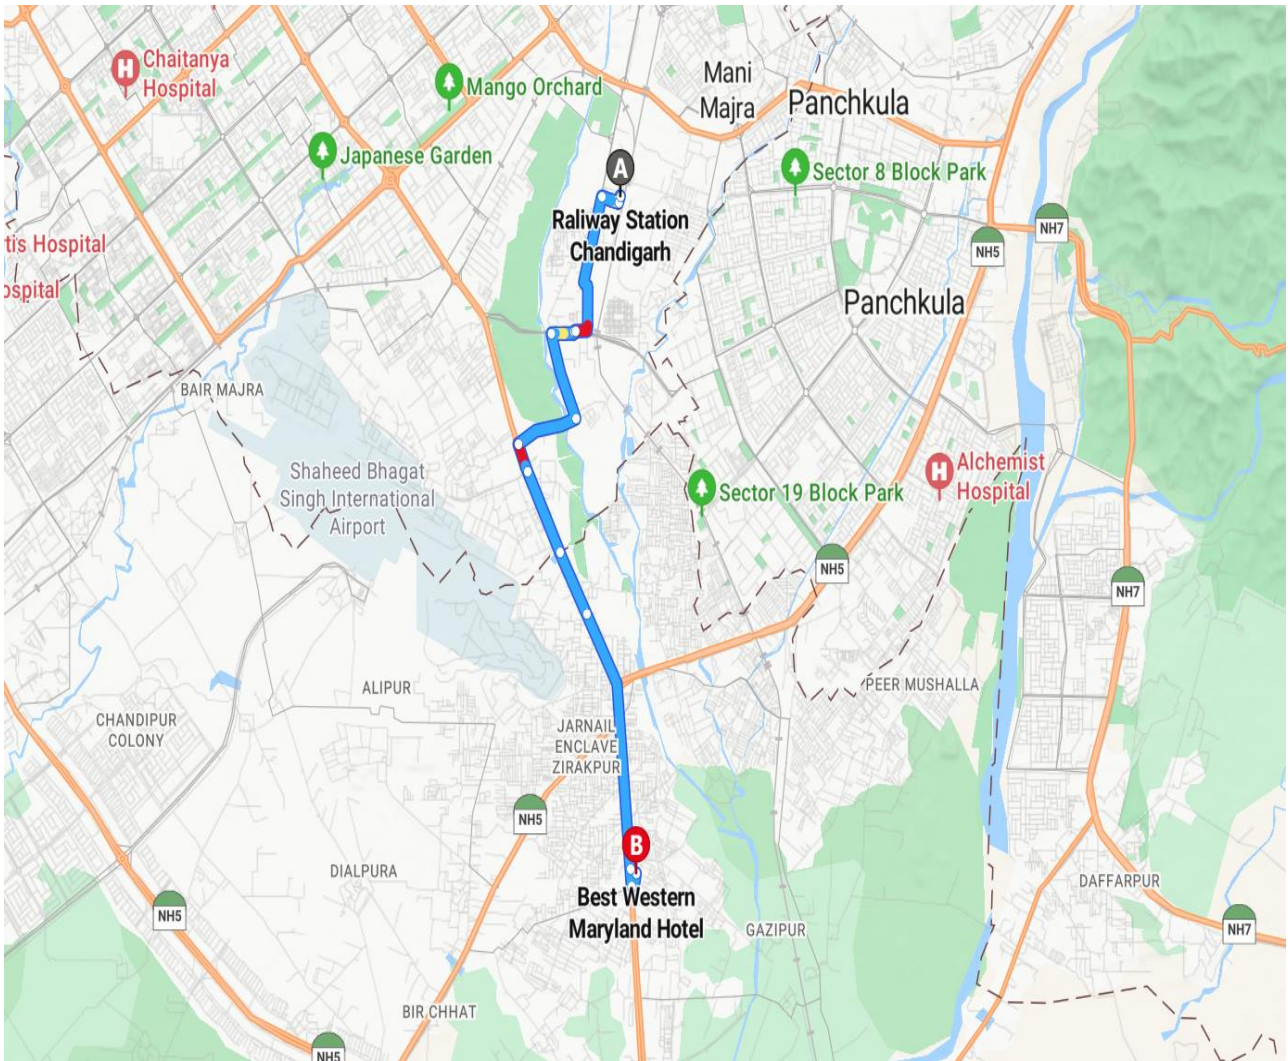 Chaitanya
Hospital
Mango Orchard
Mani
Majra
Panchkula
Japanese Garden
A
Sector 8 Block Park
Raliway Station
Chandigarh
tis Hospital
ospital
NH7
NH5
Panchkula
BAIR MAJRA
Shaheed Bhagat
Singh International
Airport
Alchemist
Hospital
Sector 19 Block Park
NH5
NH7
ALIPUR
PEER MUSHALLA
CHANDIPUR
COLONY
JARNAIL
ENCLAVE
ZIRAKPUR
NH5
B
DIALPURA
Best Western
Maryland Hotel
DAFFARPUR
NH5
GAZIPUR
NH7
BIR CHHAT
NH5